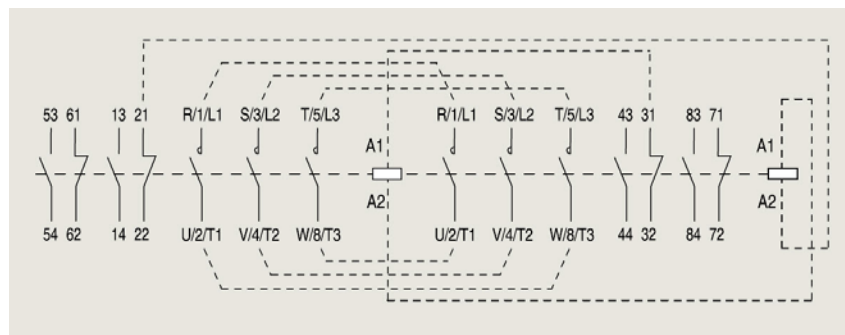 53 61 13 21 R/1/L1 S/3/L2 T/5/L3 R/1/L1 S/3/L2 T/5/L3 43 31 83 71
A1 A1
A2 A2
54 62 14 22 U/2/T1 V/4/T2 W/8/T3 U/2/T1 V/4/T2 W/8/T3 44 32 84 72